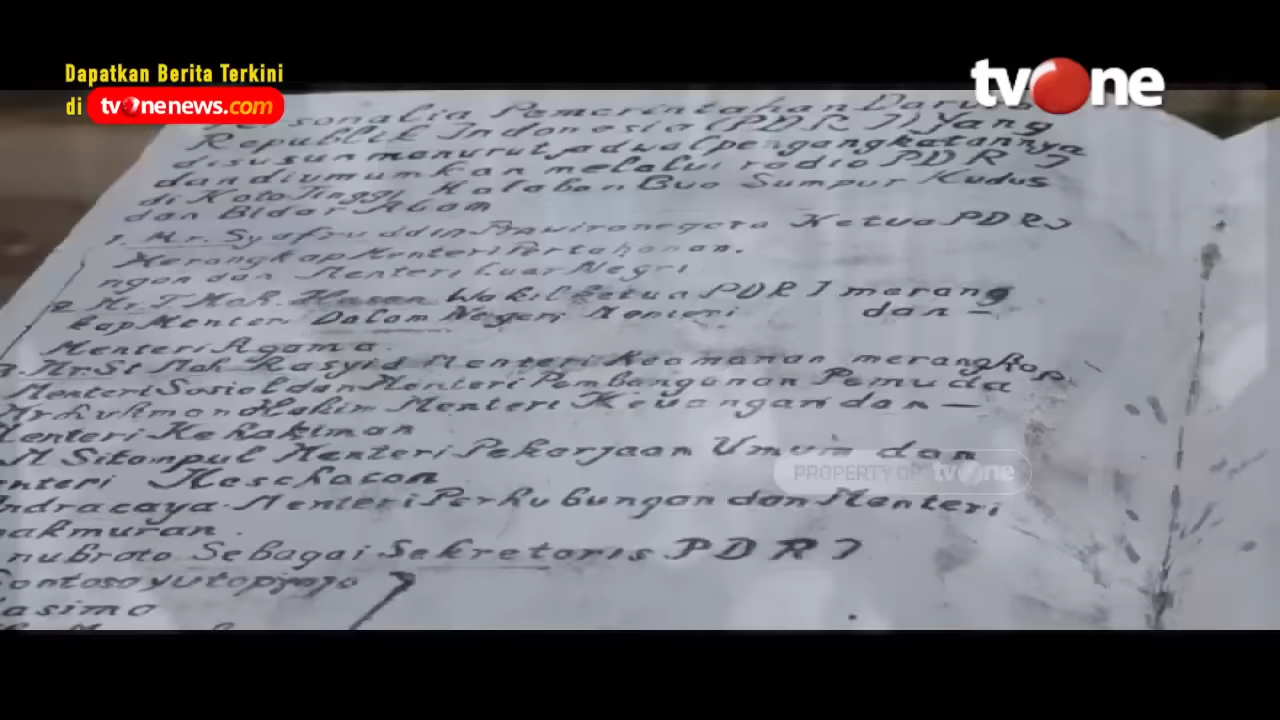 Dapatkan Berita Terkini
di tvonenews.com
tvOne
Personalia Pemerintahan Darurat
Republik Indonesia (PDRI) Yang
disusun menurut jadwal pengangkatannya
dan diumumkan melalui radio PDRI
di Koto Tinggi Halaban Buo Sumpur Kudus
dan Bidar Alam
1. Mr. Syafruddin Prawiranegara Ketua PDRI
Merangkap Menteri Pertahanan.
ngan dan Menteri Luar Negri
2. Mr. T Moh. Hasan Wakil Ketua PDRI merang
kap Menteri Dalam Negeri Menteri dan -
Menteri Agama.
3. Mr St Moh Rasyid Menteri Keamanan merangkap
Menteri Sosial dan Menteri Pembangunan Pemuda
Mr Lukman Hakim Menteri Keuangan dan -
Menteri Kehakiman
M Sitompul Menteri Pekerjaan Umum dan
enteri Kesehatan
Indracaya. Menteri Perhubungan dan Menteri
akmuran.
nubroto Sebagai Sekretaris PDRI
asimo
PROPERTY OF tvOne